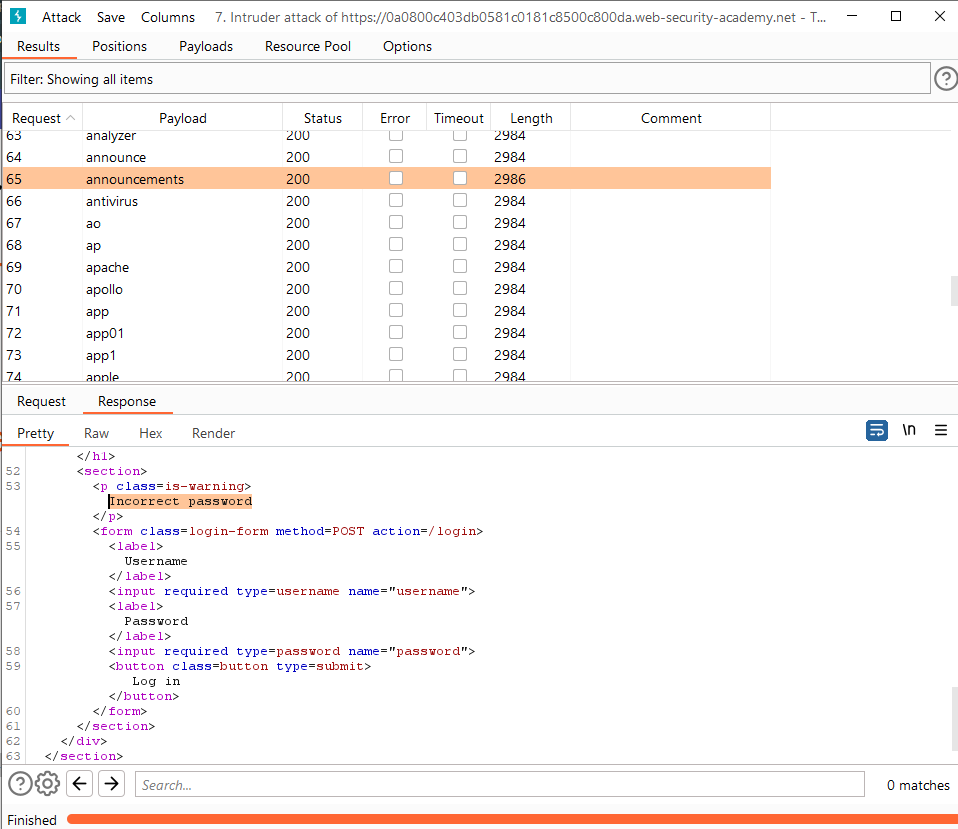 Attack Save Columns 7. Intruder attack of https://0a0800c403db0581c0181c8500c800da.web-security-academy.net - T...
Results Positions Payloads Resource Pool Options
Filter: Showing all items
?
Request Payload Status Error Timeout Length Comment
63 analyzer 200 2984
64 announce 200 2984
65 announcements 200 2986
66 antivirus 200 2984
67 ao 200 2984
68 ap 200 2984
69 apache 200 2984
70 apollo 200 2984
71 app 200 2984
72 app01 200 2984
73 app1 200 2984
74 apple 200 2984
Request Response
Pretty Raw Hex Render \n
</h1>
52 <section>
53 <p class=is-warning>
Incorrect password
</p>
54 <form class=login-form method=POST action=/login>
55 <label>
Username
</label>
56 <input required type=username name="username">
57 <label>
Password
</label>
58 <input required type=password name="password">
59 <button class=button type=submit>
Log in
</button>
60 </form>
61 </section>
62 </div>
63 </section>
? Search... 0 matches
Finished